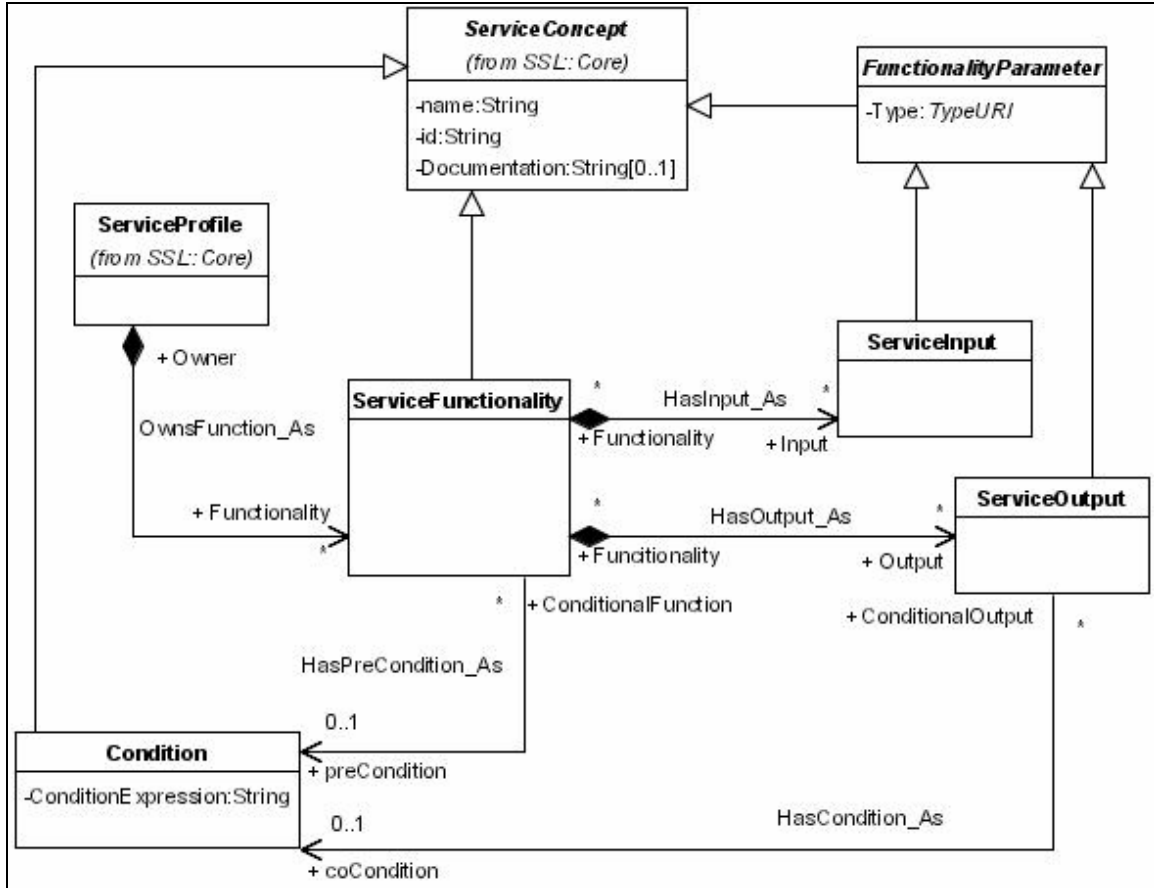 ServiceConcept
(from SSL::Core)
-name:String
-id:String
-Documentation:String[0..1]
FunctionalityParameter
-Type: TypeURI
ServiceProfile
(from SSL::Core)
+ Owner
OwnsFunction_As
+ Functionality
*
ServiceFunctionality
*
HasInput_As
*
+ Functionality
+ Input
ServiceInput
*
HasOutput_As
*
+ Funcitionality
+ Output
ServiceOutput
*
+ ConditionalFunction
+ ConditionalOutput
*
HasPreCondition_As
0..1
+ preCondition
Condition
-ConditionExpression:String
0..1
HasCondition_As
+ coCondition